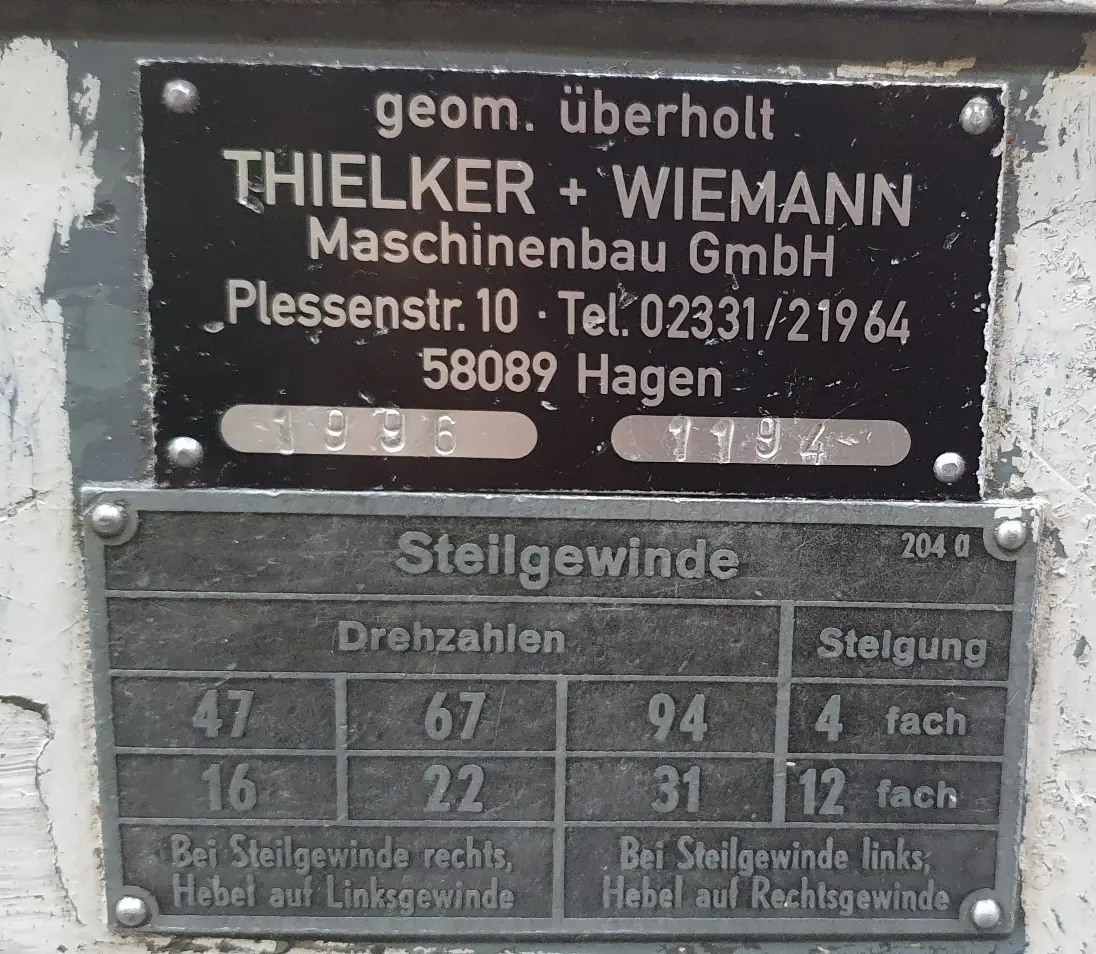 geom. überholt
THIELKER + WIEMANN
Maschinenbau GmbH
Plessenstr. 10 · Tel. 02331/21964
58089 Hagen
1996 1194
Steilgewinde 204 a
Drehzahlen Steigung
47 67 94 4 fach
16 22 31 12 fach
Bei Steilgewinde rechts,
Hebel auf Linksgewinde
Bei Steilgewinde links,
Hebel auf Rechtsgewinde